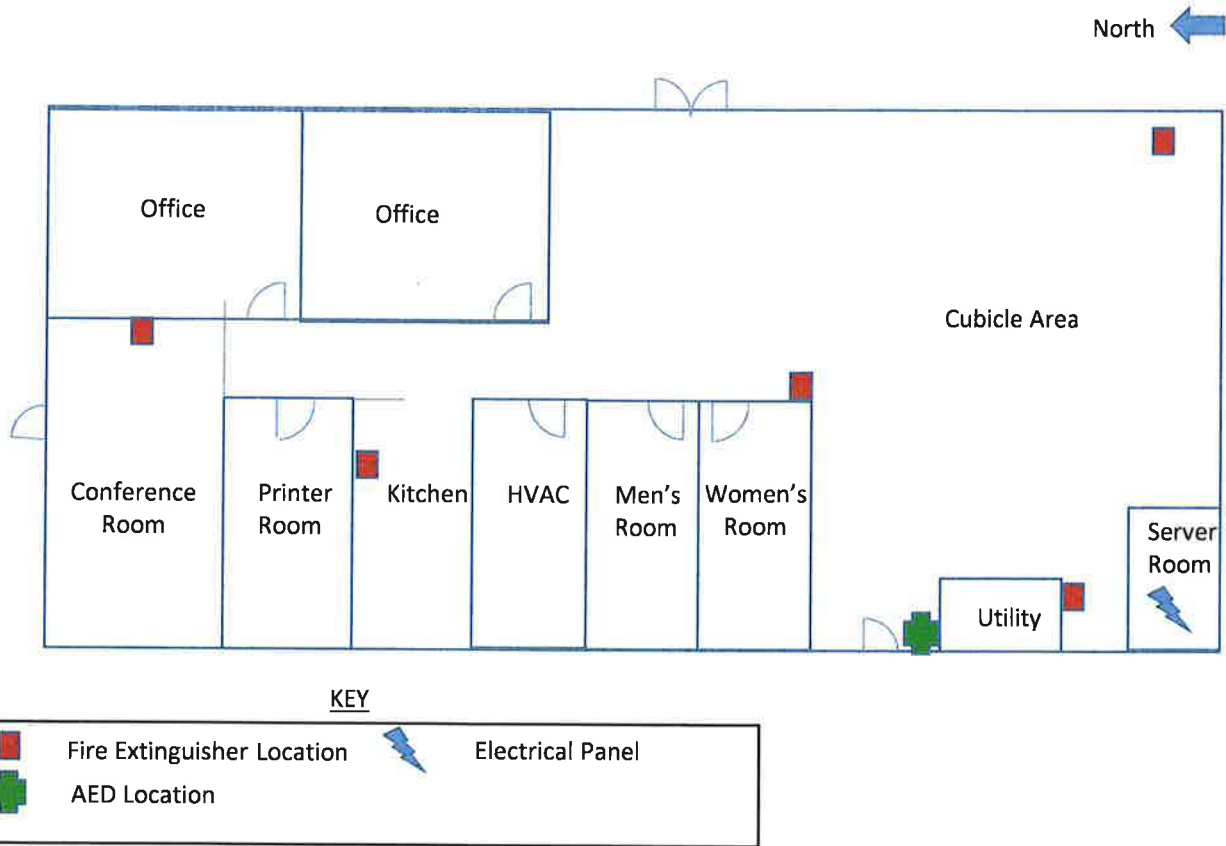 North
Office
Office
Cubicle Area
Conference
Room
Printer
Room
Kitchen
HVAC
Men's
Room
Women's
Room
Server
Room
Utility
KEY
Fire Extinguisher Location
Electrical Panel
AED Location